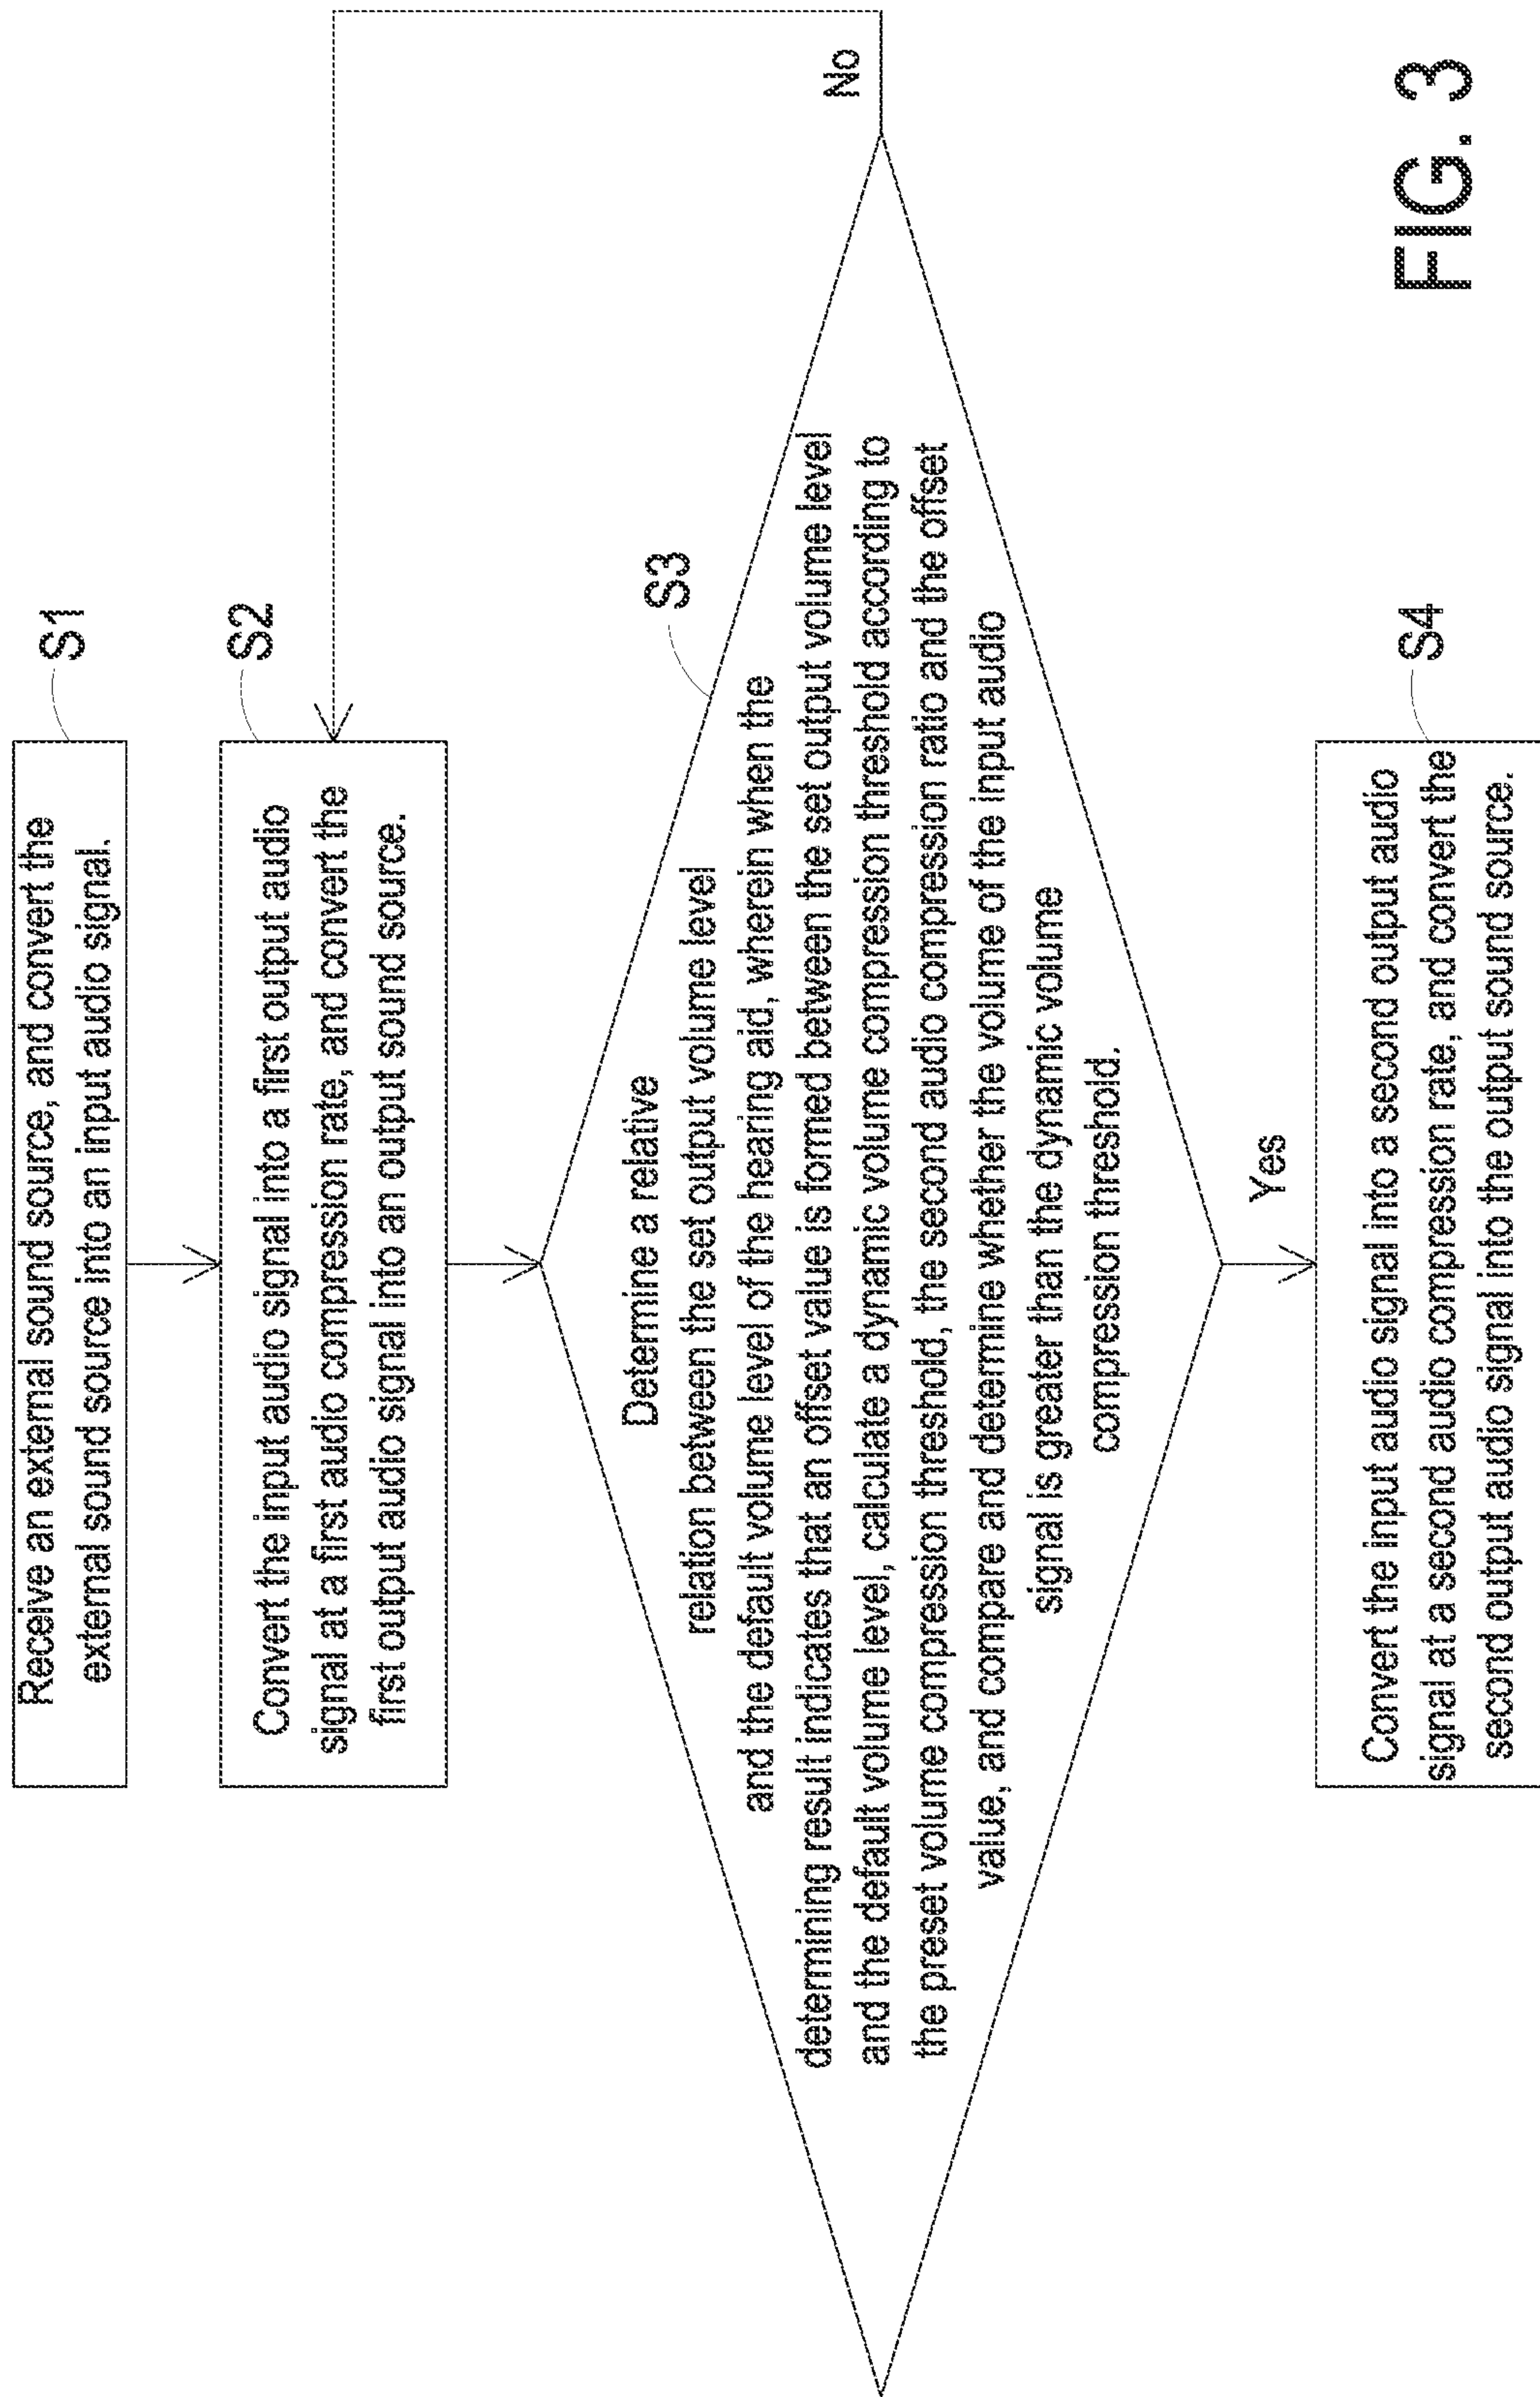 Receive an external sound source, and convert the
external sound source into an input audio signal.
S1
Convert the input audio signal into a first output audio
signal at a first audio compression rate, and convert the
first output audio signal into an output sound source.
S2
Determine a relative
relation between the set output volume level
and the default volume level of the hearing aid, wherein when the
determining result indicates that an offset value is formed between the set output volume level
and the default volume level, calculate a dynamic volume compression threshold according to
the preset volume compression threshold, the second audio compression ratio and the offset
value, and compare and determine whether the volume of the input audio
signal is greater than the dynamic volume
compression threshold.
S3
No
Yes
Convert the input audio signal into a second output audio
signal at a second audio compression rate, and convert the
second output audio signal into the output sound source.
S4
FIG. 3